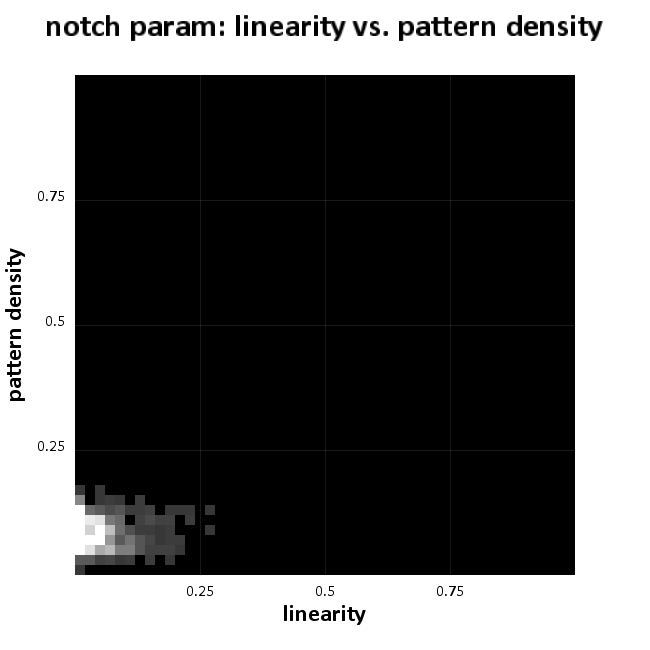 notch param: linearity vs. pattern density
0.75
0.5
0.25
pattern density
0.25 0.5 0.75
linearity